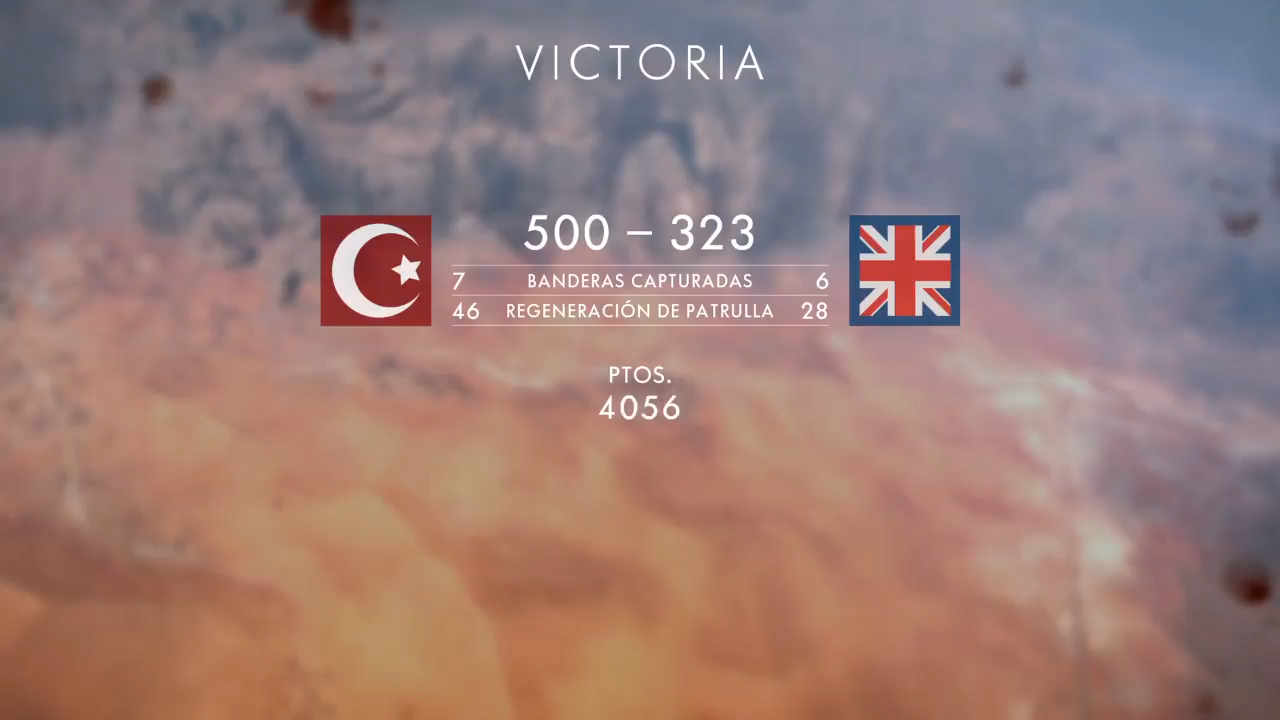 VICTORIA
500 – 323
7 BANDERAS CAPTURADAS 6
46 REGENERACIÓN DE PATRULLA 28
PTOS.
4056